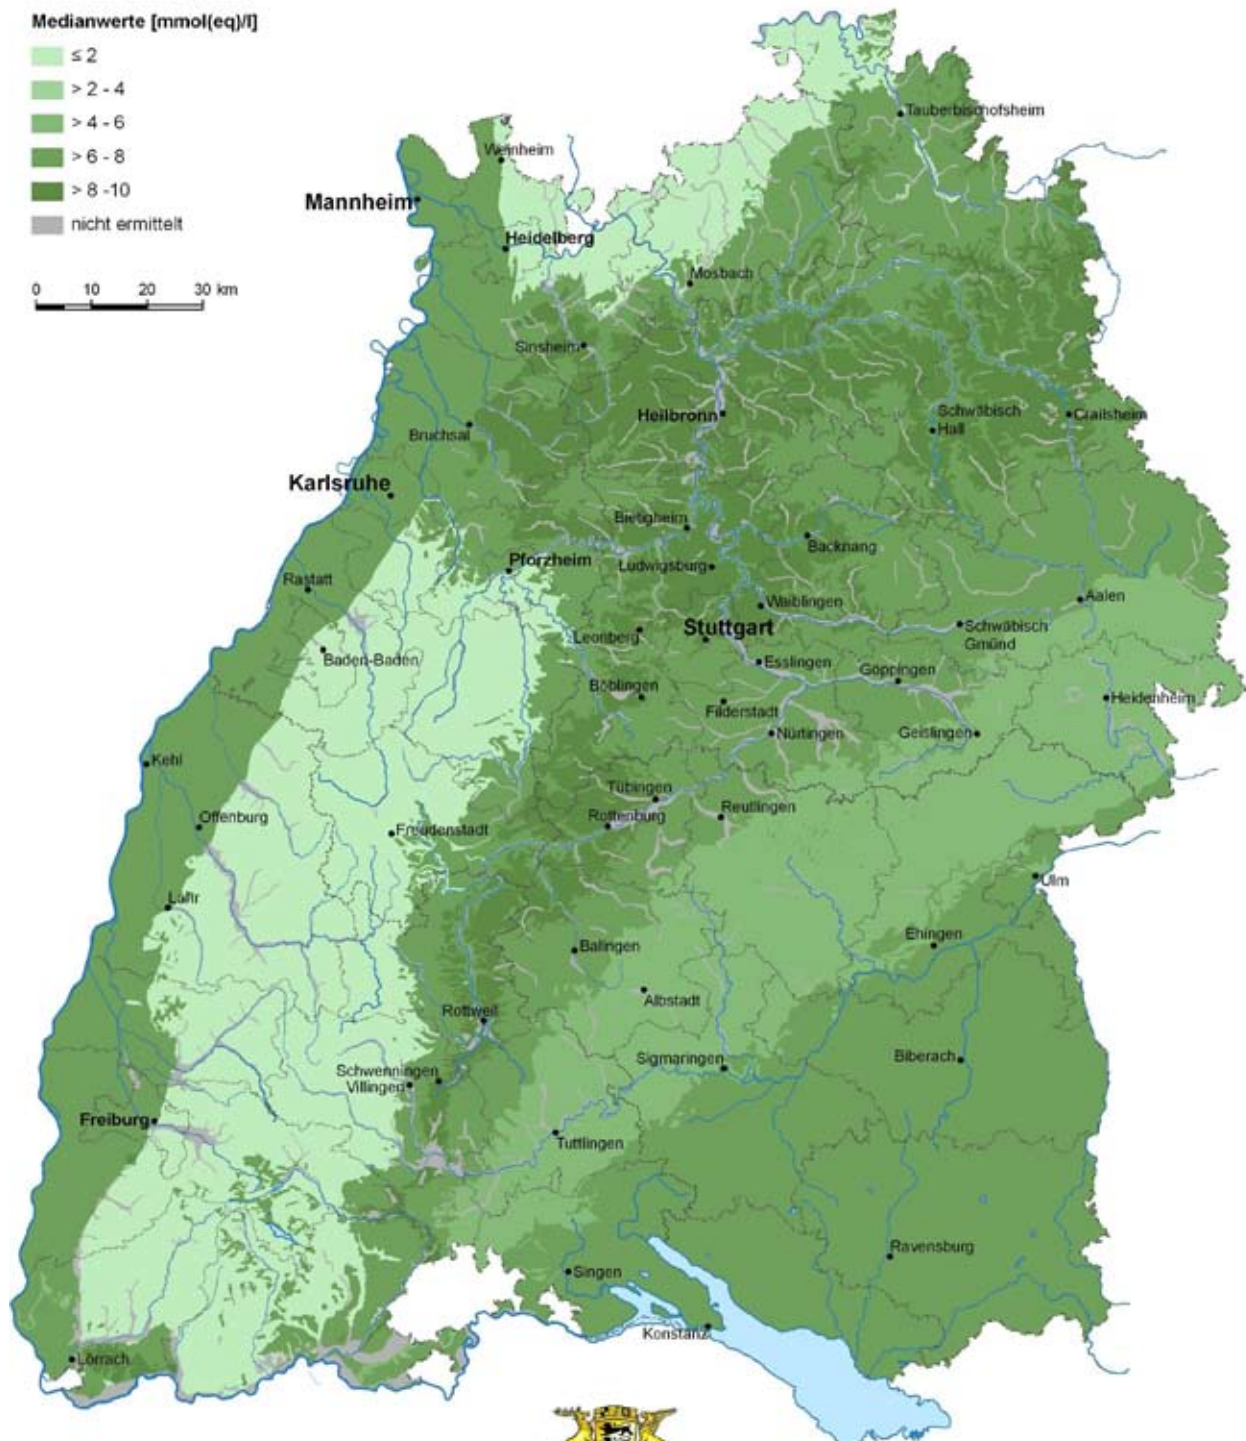 Medianwerte [mmol(eq)/l]
≤ 2
> 2 - 4
> 4 - 6
> 6 - 8
> 8 -10
nicht ermittelt
0 10 20 30 km
Tauberbischofsheim
Weinheim
Mannheim
Heidelberg
Mosbach
Sinsheim
Heilbronn
Schwäbisch
Hall
Crailsheim
Bruchsal
Karlsruhe
Bietigheim
Backnang
Pforzheim
Ludwigsburg
Rastatt
Waiblingen
Aalen
Leonberg
Stuttgart
Schwäbisch
Gmünd
Baden-Baden
Esslingen
Göppingen
Böblingen
Heidenheim
Filderstadt
Nürtingen
Geislingen
Kehl
Tübingen
Reutlingen
Offenburg
Rottenburg
Freudenstadt
Ulm
Lahr
Ehingen
Balingen
Albstadt
Rottweil
Sigmaringen
Biberach
Schwenningen
Villingen
Freiburg
Tuttlingen
Ravensburg
Singen
Konstanz
Lörrach